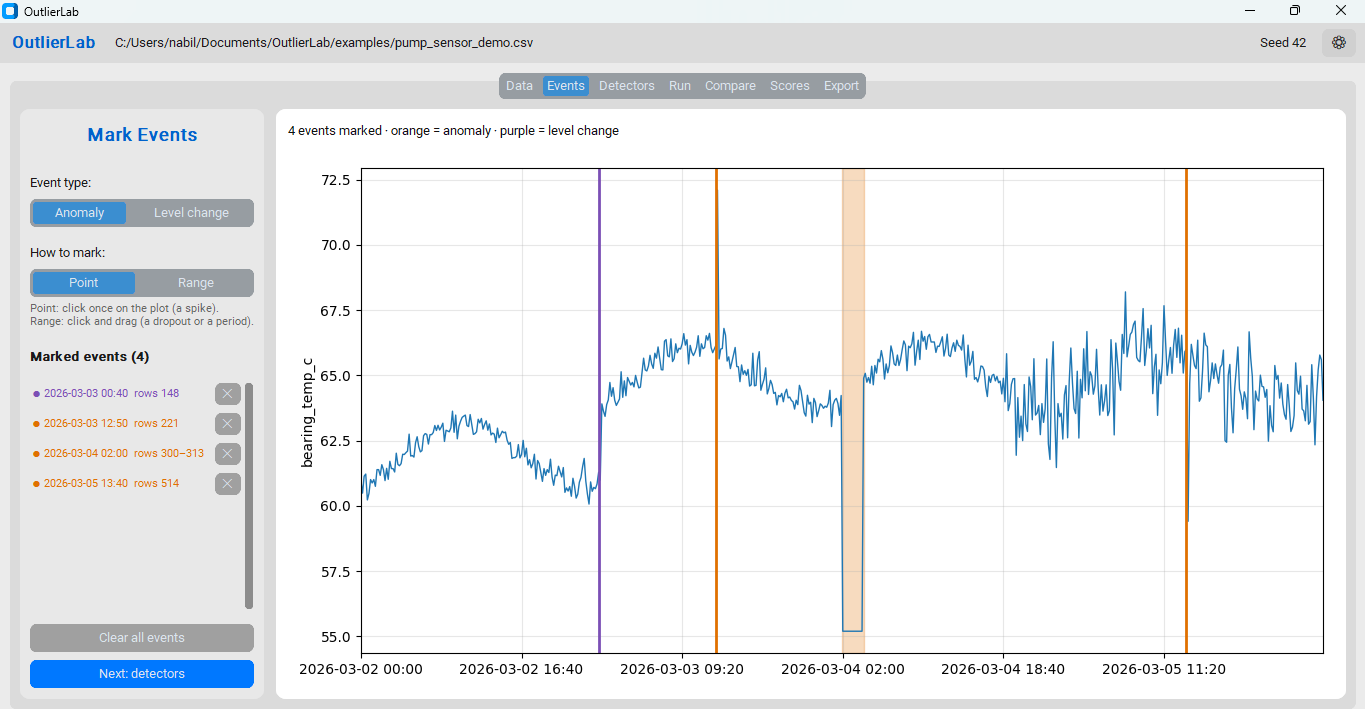 OutlierLab
OutlierLab C:/Users/nabil/Documents/OutlierLab/examples/pump_sensor_demo.csv Seed 42
Data Events Detectors Run Compare Scores Export
Mark Events
Event type:
Anomaly Level change
How to mark:
Point Range
Point: click once on the plot (a spike).
Range: click and drag (a dropout or a period).
Marked events (4)
● 2026-03-03 00:40 rows 148
● 2026-03-03 12:50 rows 221
● 2026-03-04 02:00 rows 300–313
● 2026-03-05 13:40 rows 514
Clear all events
Next: detectors
4 events marked · orange = anomaly · purple = level change
bearing_temp_c
72.5
70.0
67.5
65.0
62.5
60.0
57.5
55.0
2026-03-02 00:00 2026-03-02 16:40 2026-03-03 09:20 2026-03-04 02:00 2026-03-04 18:40 2026-03-05 11:20